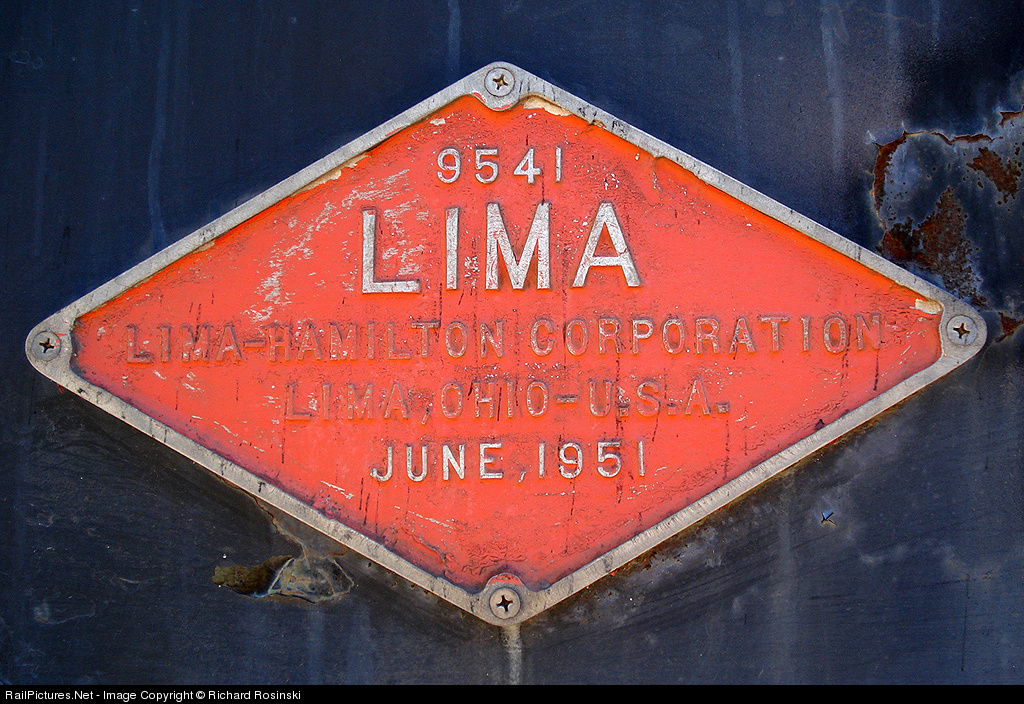 9541
LIMA
LIMA-HAMILTON CORPORATION
LIMA, OHIO-U.S.A.
JUNE, 1951
RailPictures.Net - Image Copyright © Richard Rosinski